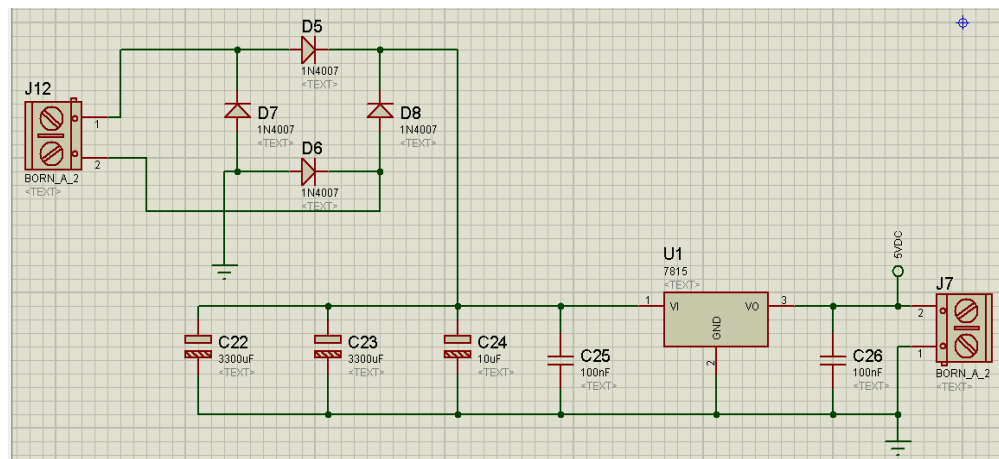 D5
1N4007
<TEXT>
J12
1
2
BORN_A_2
<TEXT>
D7
1N4007
<TEXT>
D8
1N4007
<TEXT>
D6
1N4007
<TEXT>
U1
7815
<TEXT>
1
VI
VO
3
GND
2
5VDC
J7
2
1
BORN_A_2
<TEXT>
C22
3300uF
<TEXT>
C23
3300uF
<TEXT>
C24
10uF
<TEXT>
C25
100nF
<TEXT>
C26
100nF
<TEXT>